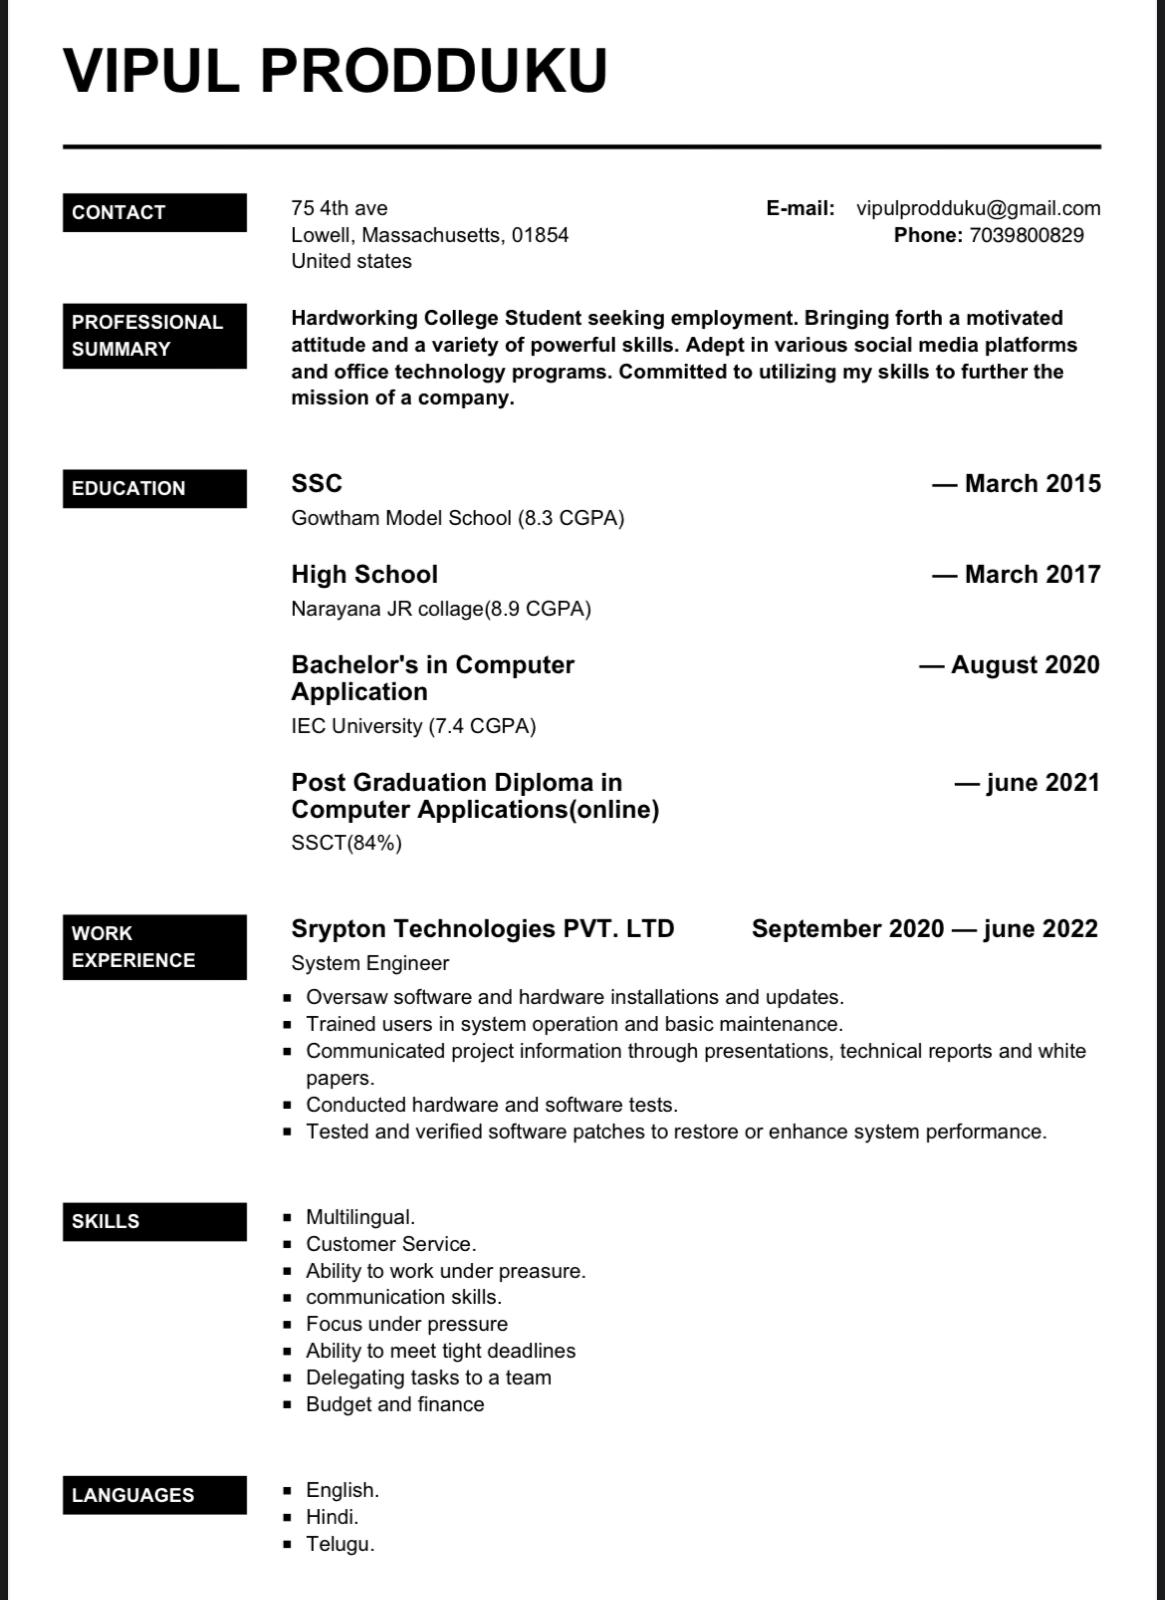 VIPUL PRODDUKU
CONTACT
75 4th ave
Lowell, Massachusetts, 01854
United states
E-mail: vipulprodduku@gmail.com
Phone: 7039800829
PROFESSIONAL
SUMMARY
Hardworking College Student seeking employment. Bringing forth a motivated
attitude and a variety of powerful skills. Adept in various social media platforms
and office technology programs. Committed to utilizing my skills to further the
mission of a company.
EDUCATION
SSC — March 2015
Gowtham Model School (8.3 CGPA)
High School — March 2017
Narayana JR collage(8.9 CGPA)
Bachelor's in Computer — August 2020
Application
IEC University (7.4 CGPA)
Post Graduation Diploma in — june 2021
Computer Applications(online)
SSCT(84%)
WORK
EXPERIENCE
Srypton Technologies PVT. LTD September 2020 — june 2022
System Engineer
▪ Oversaw software and hardware installations and updates.
▪ Trained users in system operation and basic maintenance.
▪ Communicated project information through presentations, technical reports and white
papers.
▪ Conducted hardware and software tests.
▪ Tested and verified software patches to restore or enhance system performance.
SKILLS
▪ Multilingual.
▪ Customer Service.
▪ Ability to work under preasure.
▪ communication skills.
▪ Focus under pressure
▪ Ability to meet tight deadlines
▪ Delegating tasks to a team
▪ Budget and finance
LANGUAGES
▪ English.
▪ Hindi.
▪ Telugu.